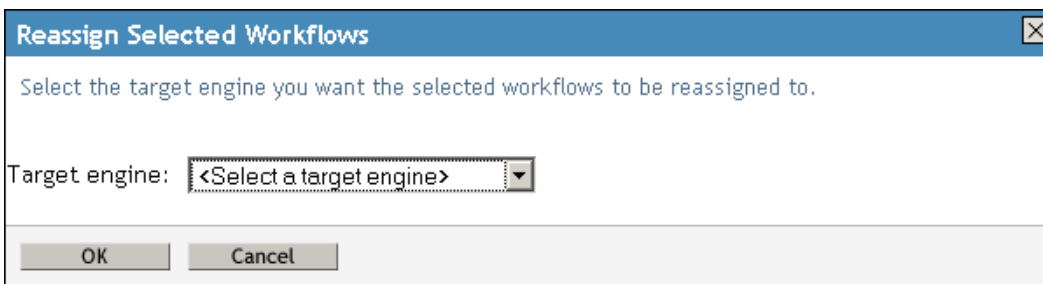 Reassign Selected Workflows
Select the target engine you want the selected workflows to be reassigned to.
Target engine: <Select a target engine>
OK Cancel